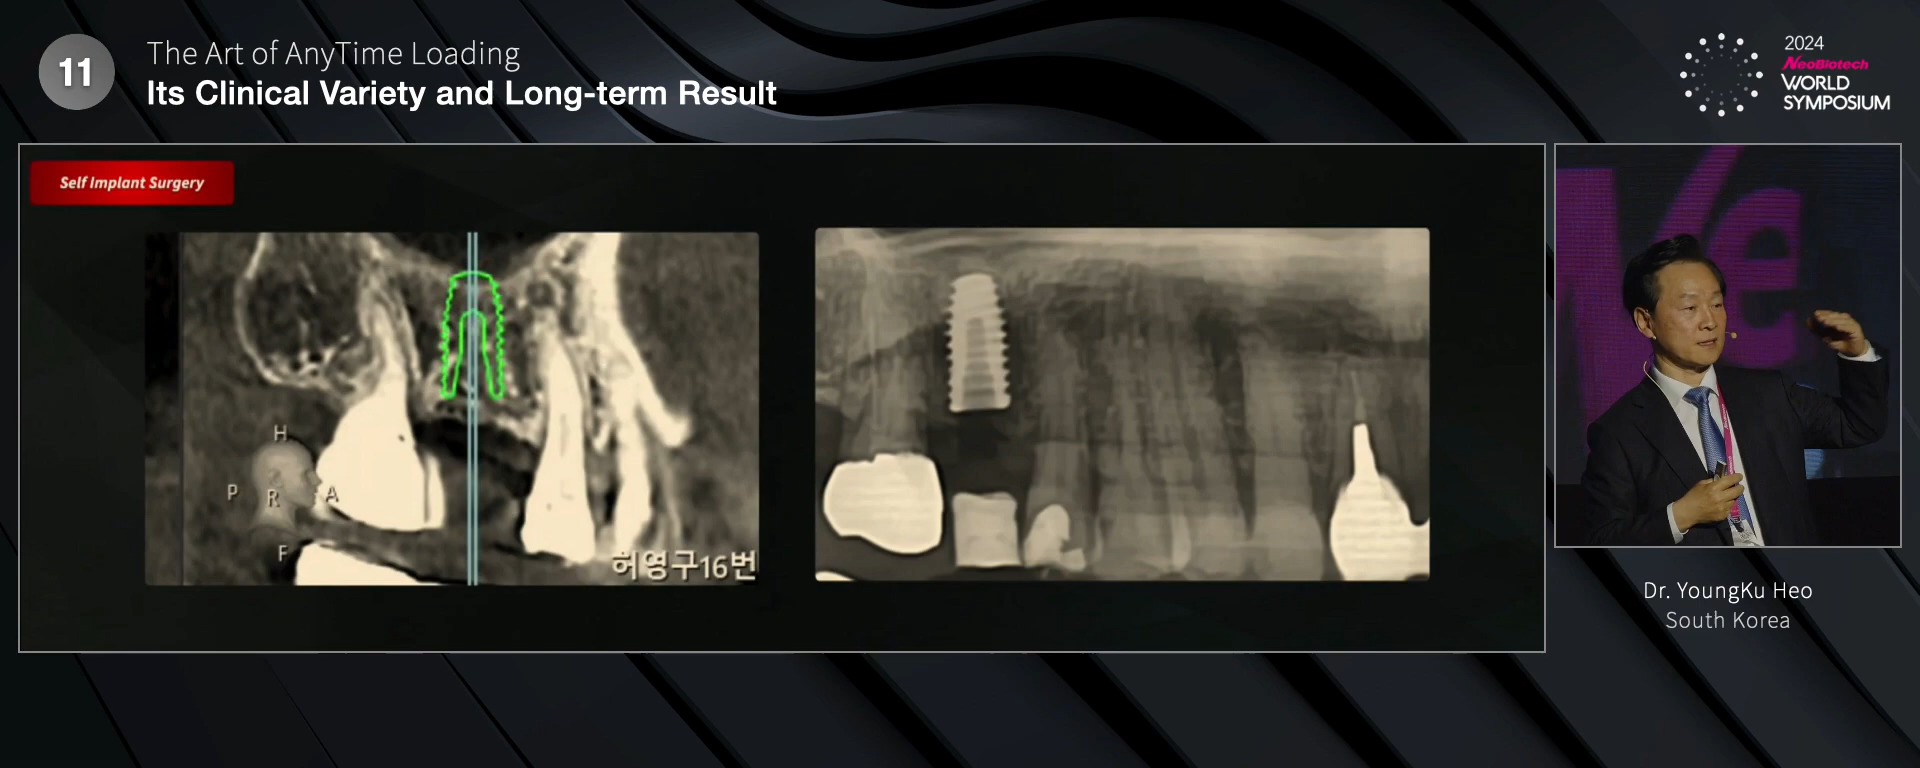 11
The Art of AnyTime Loading
Its Clinical Variety and Long-term Result
2024
NeoBiotech
WORLD
SYMPOSIUM
Self Implant Surgery
H
P
R
A
F
허영구16번
Ne
Dr. YoungKu Heo
South Korea